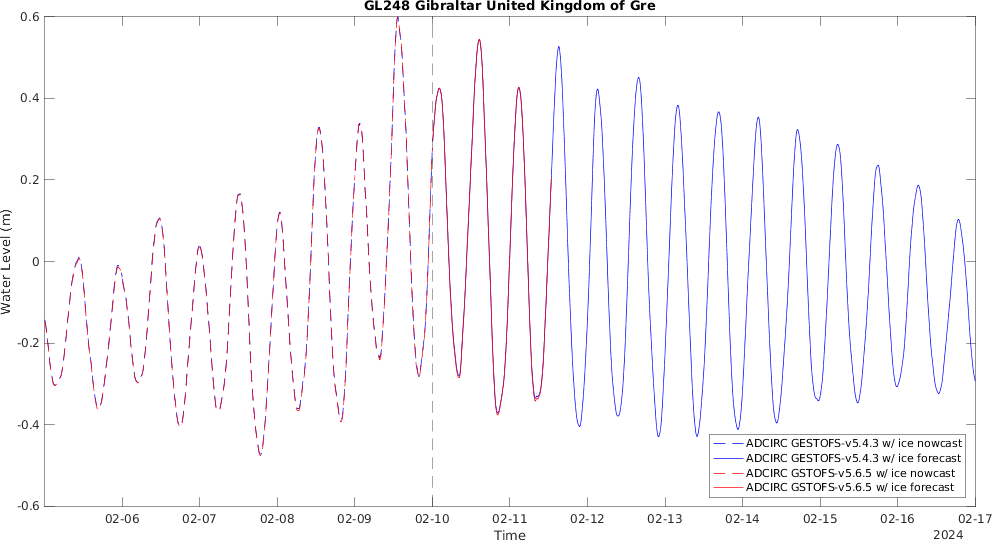 GL248 Gibraltar United Kingdom of Gre
0.6
0.4
0.2
0
-0.2
-0.4
-0.6
Water Level (m)
ADCIRC GESTOFS-v5.4.3 w/ ice nowcast
ADCIRC GESTOFS-v5.4.3 w/ ice forecast
ADCIRC GSTOFS-v5.6.5 w/ ice nowcast
ADCIRC GSTOFS-v5.6.5 w/ ice forecast
02-06 02-07 02-08 02-09 02-10 02-11 02-12 02-13 02-14 02-15 02-16 02-17
Time
2024